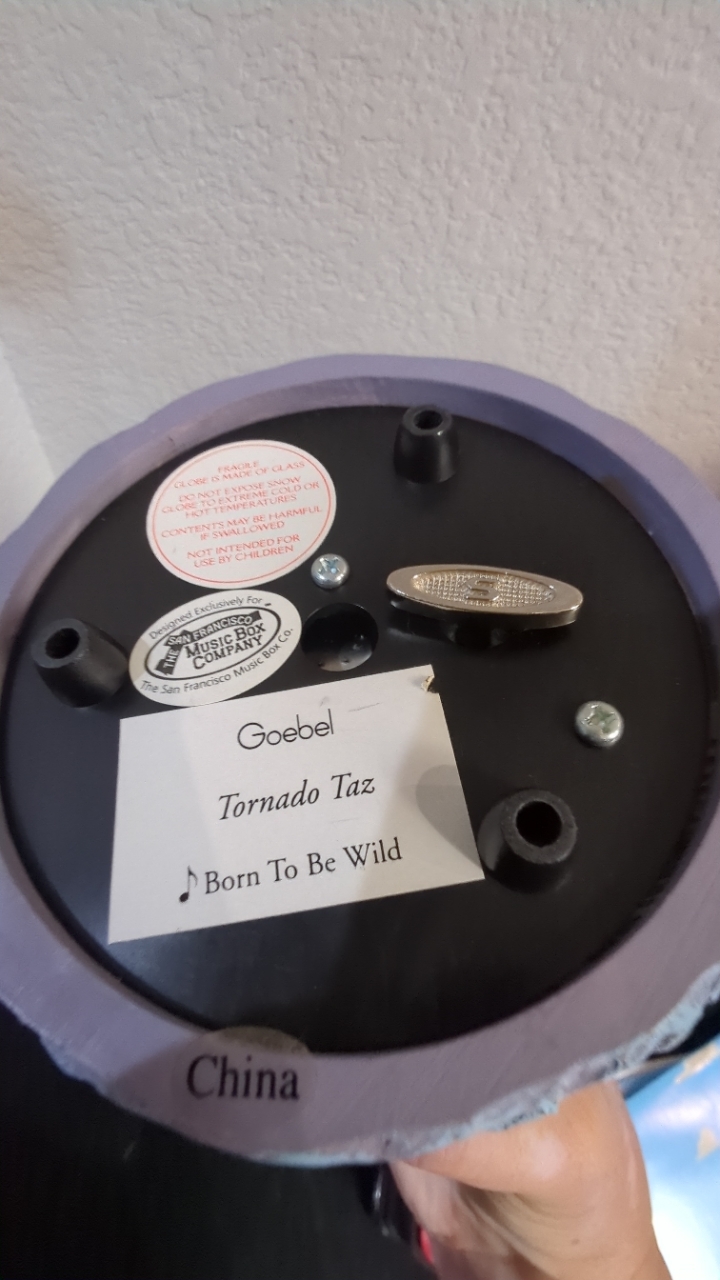 FRAGILE
GLOBE IS MADE OF GLASS
DO NOT EXPOSE SNOW
GLOBE TO EXTREME COLD OR
HOT TEMPERATURES
CONTENTS MAY BE HARMFUL
IF SWALLOWED
NOT INTENDED FOR
USE BY CHILDREN
S
Designed Exclusively For
THE SAN FRANCISCO
MUSIC BOX
COMPANY
The San Francisco Music Box Co.
Goebel
Tornado Taz
♪ Born To Be Wild
China